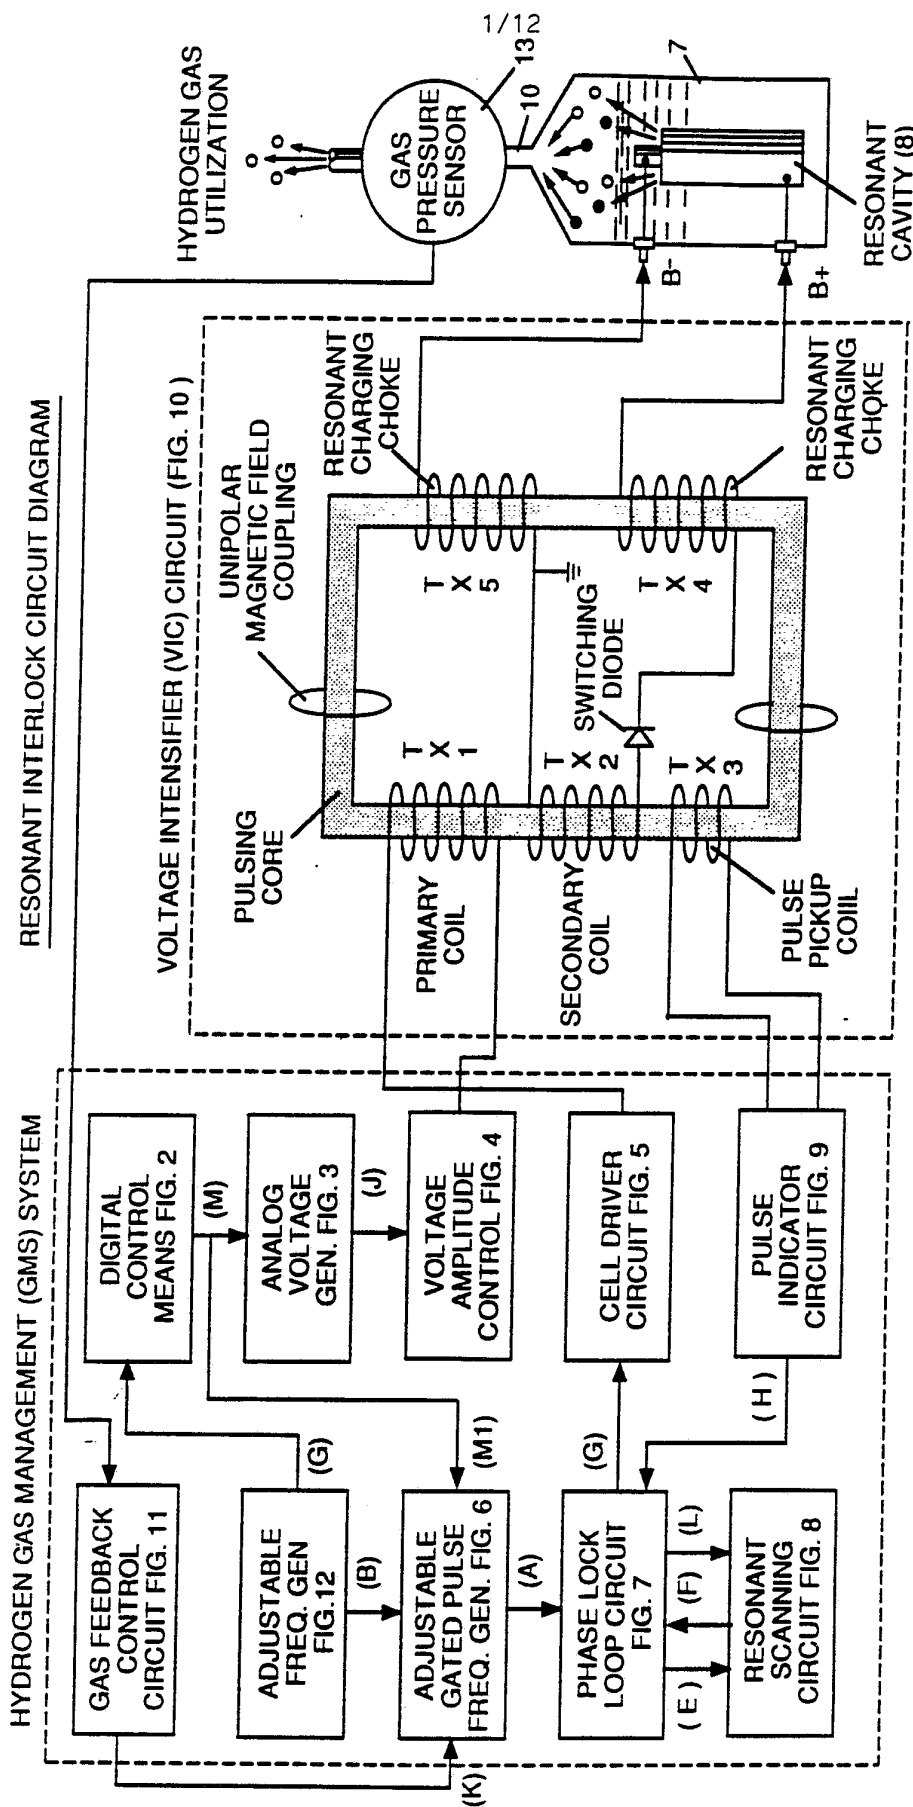 1/12
RESONANT INTERLOCK CIRCUIT DIAGRAM
HYDROGEN GAS MANAGEMENT (GMS) SYSTEM
GAS FEEDBACK
CONTROL
CIRCUIT FIG. 11
(K)
ADJUSTABLE
FREQ. GEN
FIG.12
(G)
(B)
ADJUSTABLE
GATED PULSE
FREQ. GEN. FIG. 6
(M1)
(A)
PHASE LOCK
LOOP CIRCUIT
FIG. 7
(G)
(H)
(E)
(F)
(L)
RESONANT
SCANNING
CIRCUIT FIG. 8
DIGITAL
CONTROL
MEANS FIG. 2
(M)
ANALOG
VOLTAGE
GEN. FIG. 3
(J)
VOLTAGE
AMPLITUDE
CONTROL FIG. 4
CELL DRIVER
CIRCUIT FIG. 5
PULSE
INDICATOR
CIRCUIT FIG. 9
VOLTAGE INTENSIFIER (VIC) CIRCUIT (FIG. 10)
PULSING
CORE
UNIPOLAR
MAGNETIC FIELD
COUPLING
PRIMARY
COIL
T
X
1
SECONDARY
COIL
T
X
2
SWITCHING
DIODE
PULSE
PICKUP
COIIL
T
X
3
RESONANT
CHARGING
CHOKE
T
X
5
RESONANT
CHARGING
CHOKE
T
X
4
HYDROGEN GAS
UTILIZATION
GAS
PRESSURE
SENSOR
13
10
7
B-
B+
RESONANT
CAVITY (8)